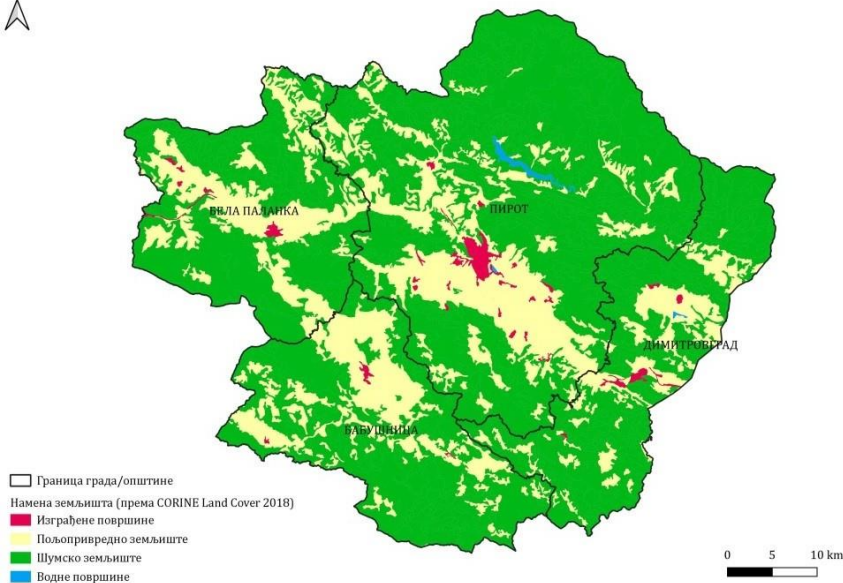 БЕЛА ПАЛАНКА
ПИРОТ
ДИМИТРОВГРАД
БАБУШНИЦА
Граница града/општине
Намена земљишта (према CORINE Land Cover 2018)
Изграђене површине
Пољопривредно земљиште
Шумско земљиште
Водне површине
0 5 10 km